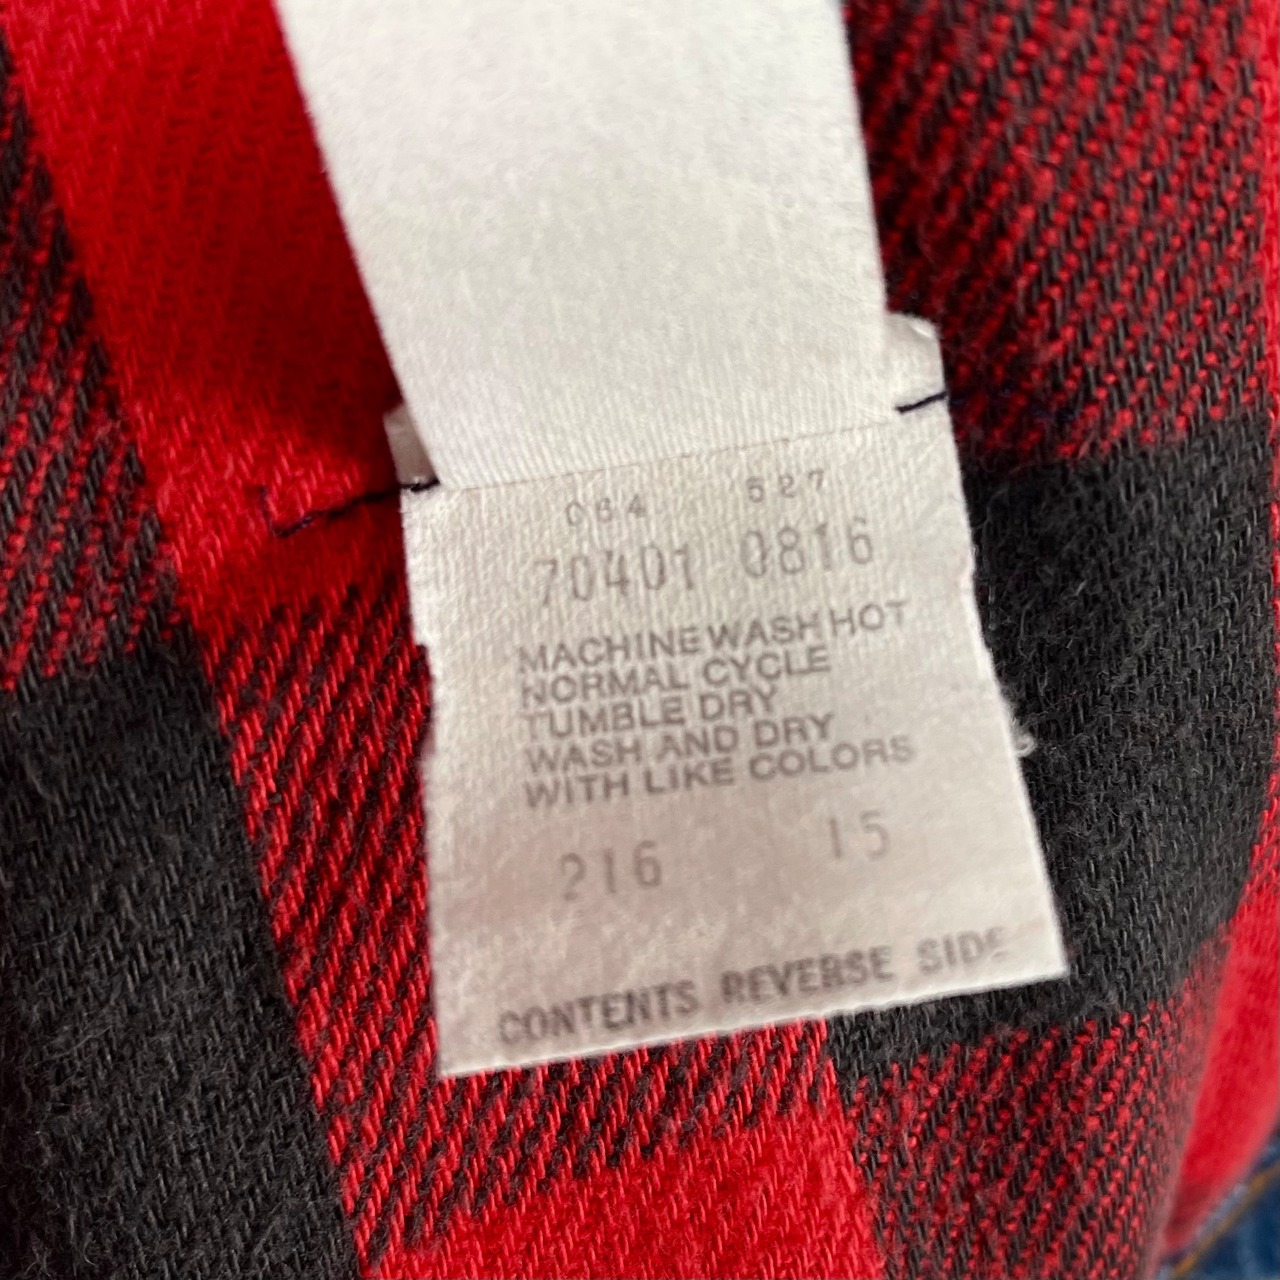 064 527
70401 0816
MACHINE WASH HOT
NORMAL CYCLE
TUMBLE DRY
WASH AND DRY
WITH LIKE COLORS
216 15
CONTENTS REVERSE SIDE